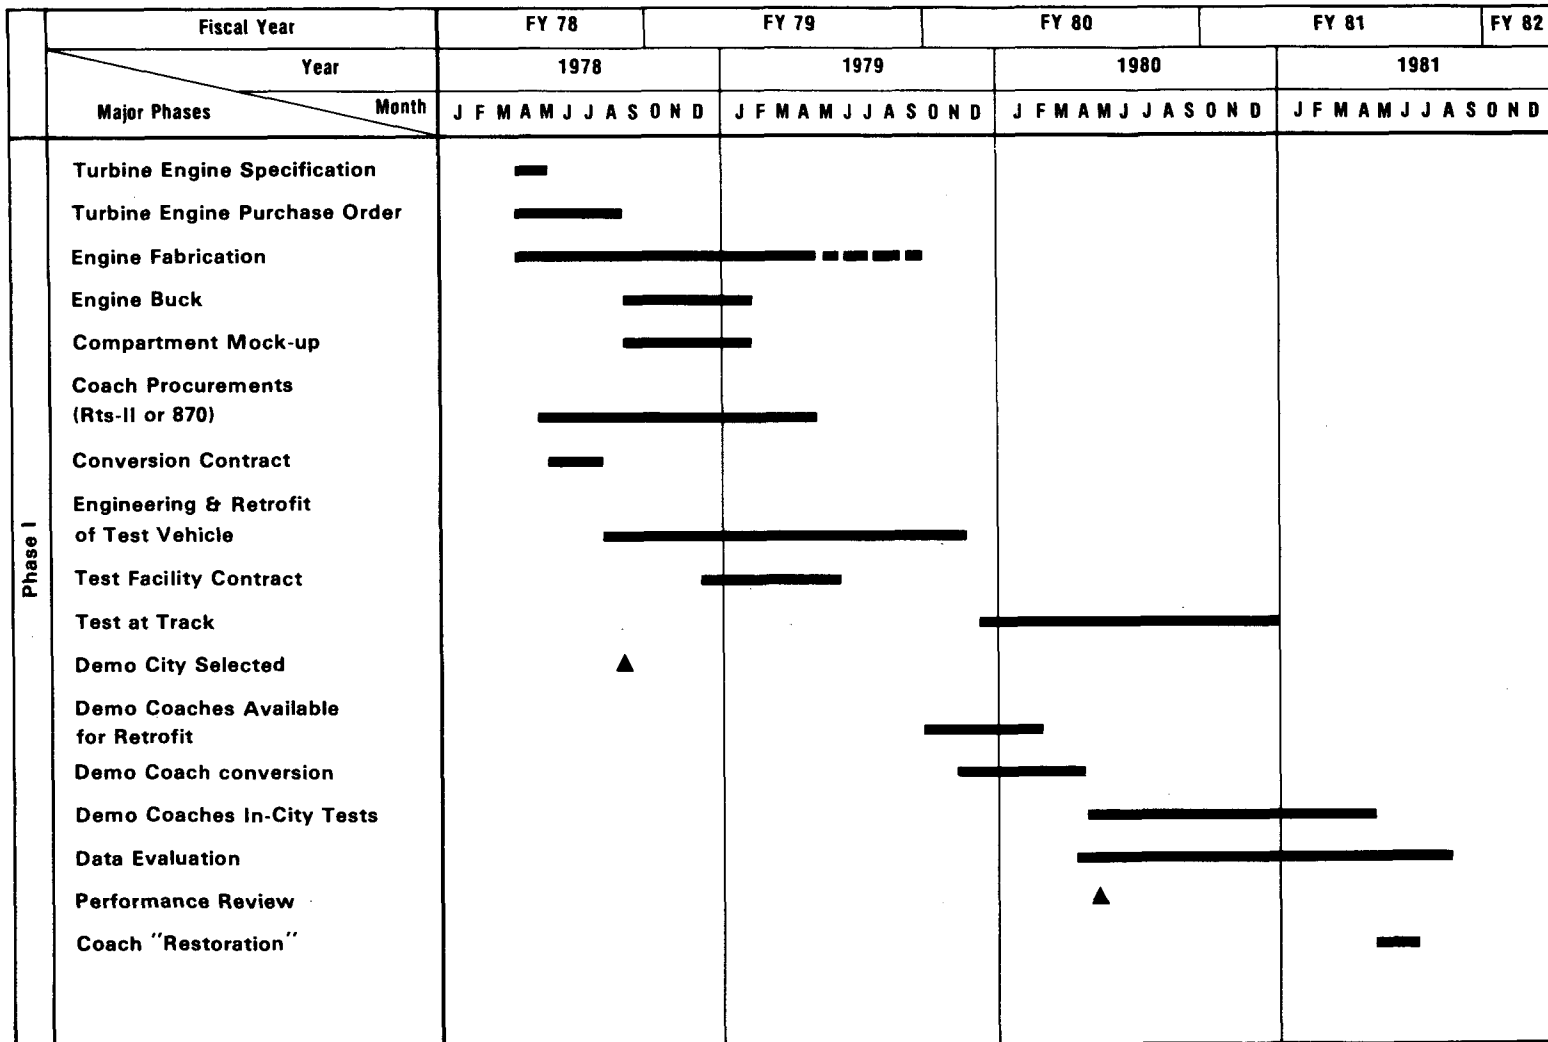 Fiscal Year FY 78 FY 79 FY 80 FY 81 FY 82
Year 1978 1979 1980 1981
Major Phases Month J F M A M J J A S O N D J F M A M J J A S O N D J F M A M J J A S O N D J F M A M J J A S O N D
Phase I
Turbine Engine Specification
Turbine Engine Purchase Order
Engine Fabrication
Engine Buck
Compartment Mock-up
Coach Procurements
(Rts-II or 870)
Conversion Contract
Engineering & Retrofit
of Test Vehicle
Test Facility Contract
Test at Track
Demo City Selected
Demo Coaches Available
for Retrofit
Demo Coach conversion
Demo Coaches In-City Tests
Data Evaluation
Performance Review
Coach "Restoration"